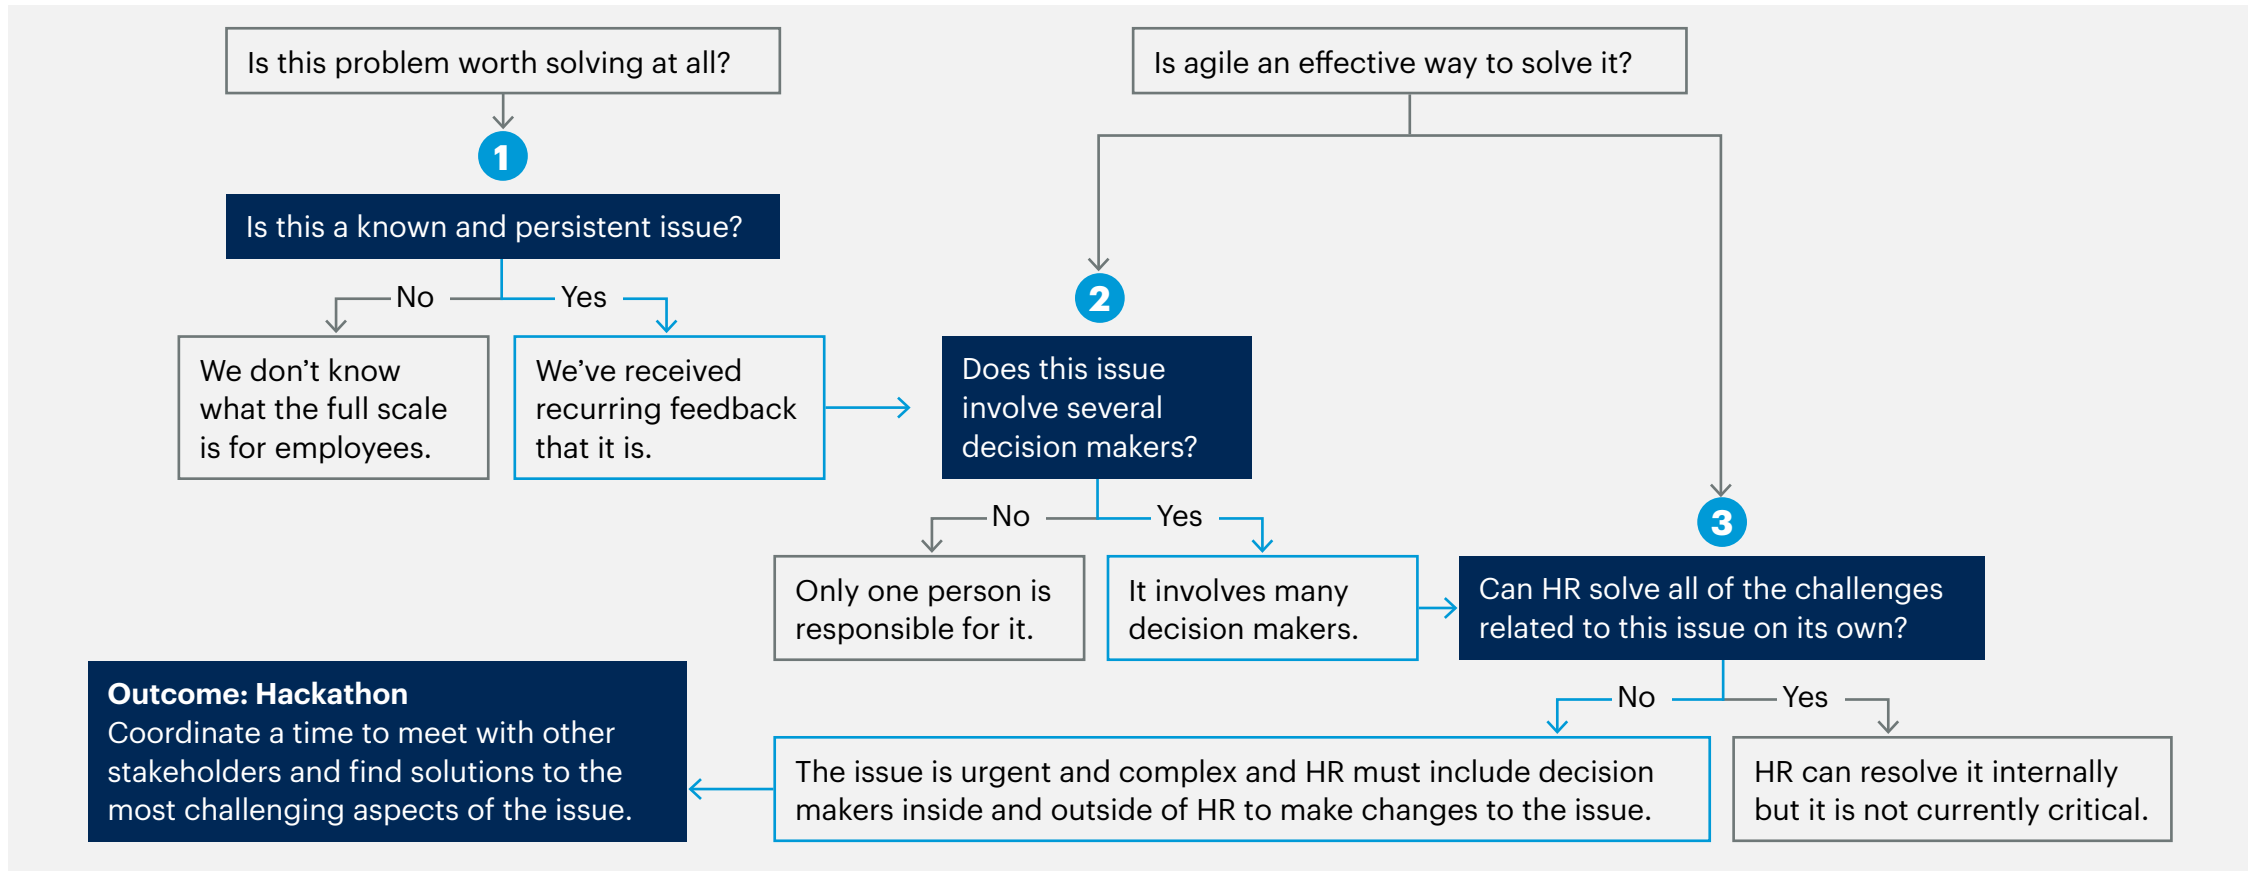 Is this problem worth solving at all?
Is agile an effective way to solve it?
1
Is this a known and persistent issue?
No
Yes
We don’t know
what the full scale
is for employees.
We’ve received
recurring feedback
that it is.
2
Does this issue
involve several
decision makers?
No
Yes
Only one person is
responsible for it.
It involves many
decision makers.
3
Can HR solve all of the challenges
related to this issue on its own?
No
Yes
The issue is urgent and complex and HR must include decision
makers inside and outside of HR to make changes to the issue.
HR can resolve it internally
but it is not currently critical.
Outcome: Hackathon
Coordinate a time to meet with other
stakeholders and find solutions to the
most challenging aspects of the issue.